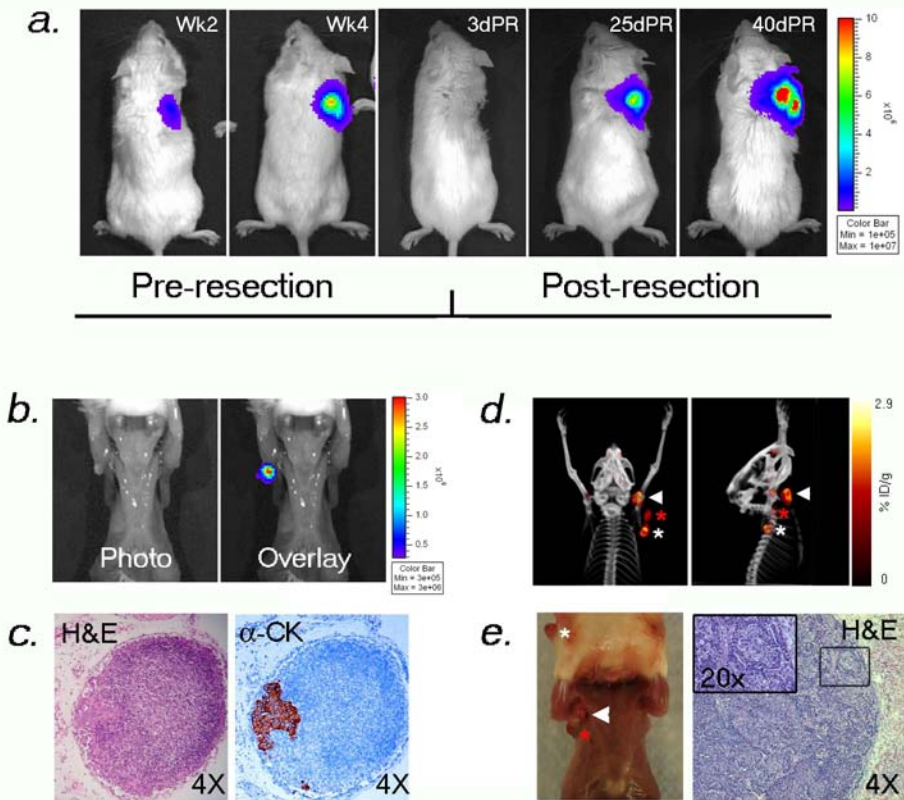 a.
Wk2
Wk4
3dPR
25dPR
40dPR
10
8
6
4
2
x10⁶
Color Bar
Min = 1e+05
Max = 1e+07
Pre-resection
Post-resection
b.
Photo
Overlay
3.0
2.5
2.0
1.5
1.0
0.5
x10⁶
Color Bar
Min = 3e+05
Max = 3e+06
d.
*
*
*
*
2.9
% ID/g
0
c.
H&E
4X
α-CK
4X
e.
*
*
H&E
20x
4X